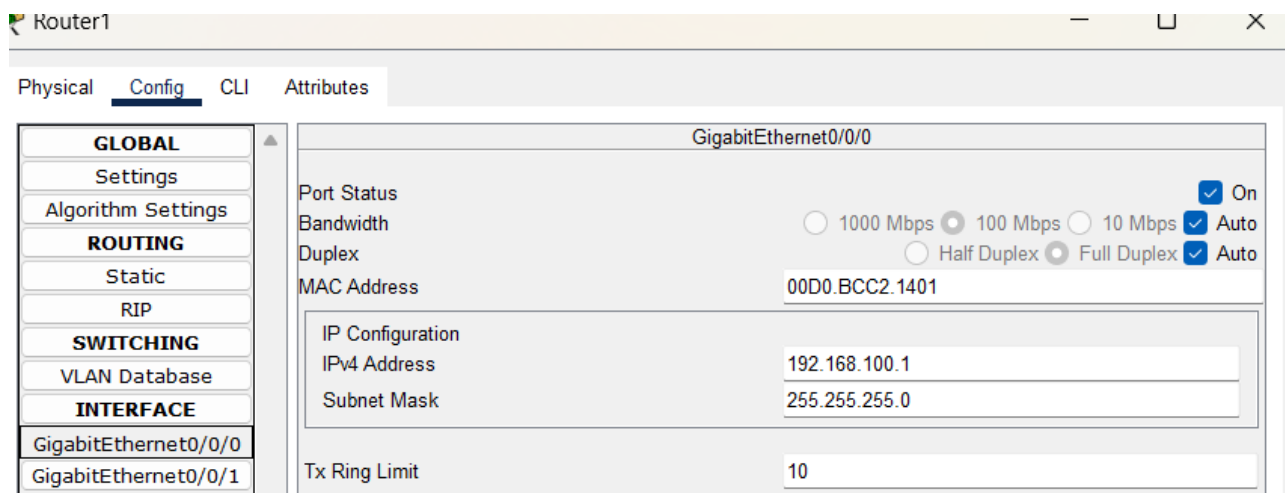 Router1
Physical Config CLI Attributes
GLOBAL
Settings
Algorithm Settings
ROUTING
Static
RIP
SWITCHING
VLAN Database
INTERFACE
GigabitEthernet0/0/0
GigabitEthernet0/0/1
GigabitEthernet0/0/0
Port Status On
Bandwidth 1000 Mbps 100 Mbps 10 Mbps Auto
Duplex Half Duplex Full Duplex Auto
MAC Address 00D0.BCC2.1401
IP Configuration
IPv4 Address 192.168.100.1
Subnet Mask 255.255.255.0
Tx Ring Limit 10